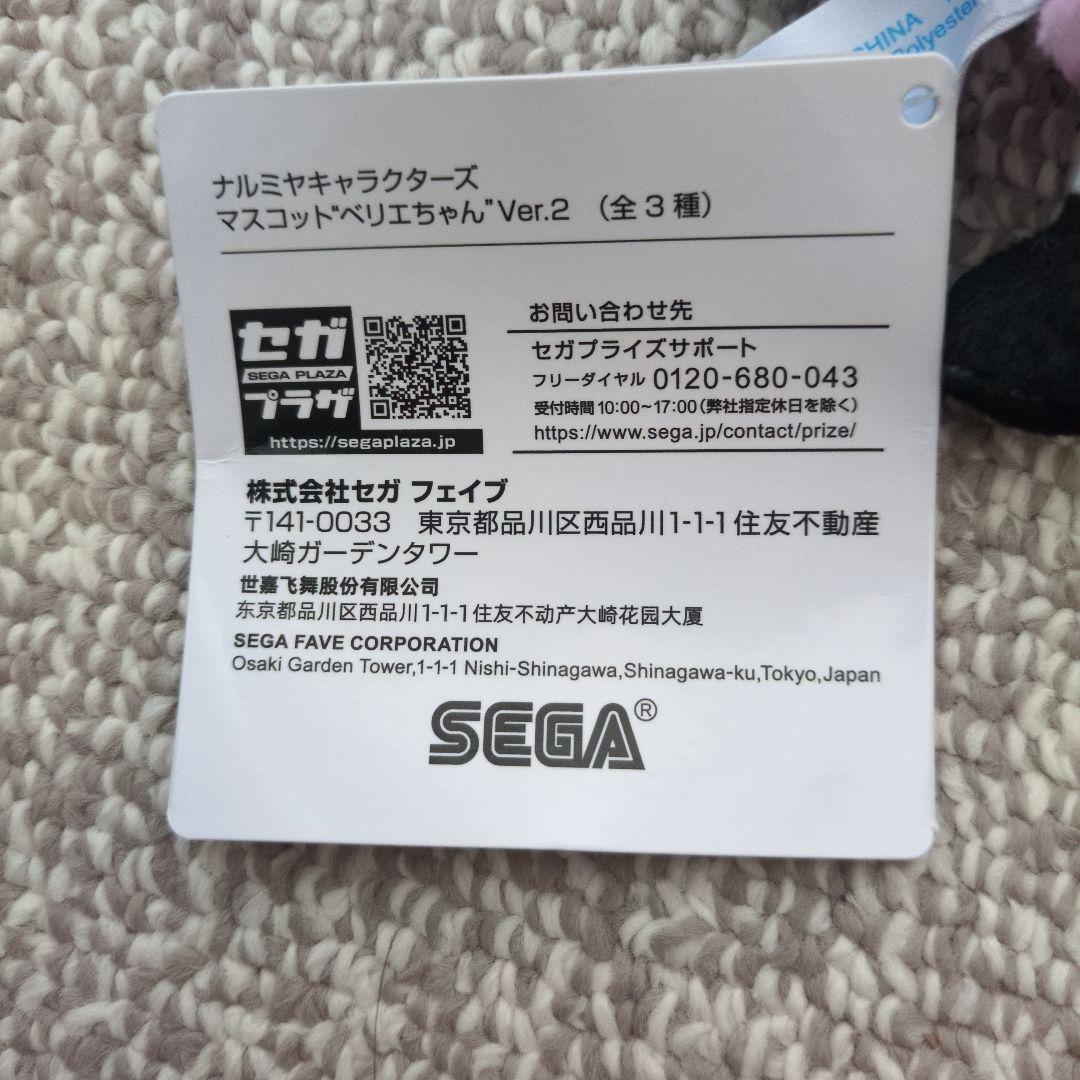 CHINA
Polyester
ナルミヤキャラクターズ
マスコット“ベリエちゃん”Ver.2 （全3種）
セガ
SEGA PLAZA
プラザ
https://segaplaza.jp
お問い合わせ先
セガプライズサポート
フリーダイヤル 0120-680-043
受付時間10:00~17:00（弊社指定休日を除く）
https://www.sega.jp/contact/prize/
株式会社セガ フェイブ
〒141-0033 東京都品川区西品川1-1-1住友不動産
大崎ガーデンタワー
世嘉飞舞股份有限公司
东京都品川区西品川1-1-1住友不动产大崎花园大厦
SEGA FAVE CORPORATION
Osaki Garden Tower,1-1-1 Nishi-Shinagawa,Shinagawa-ku,Tokyo,Japan
SEGA®